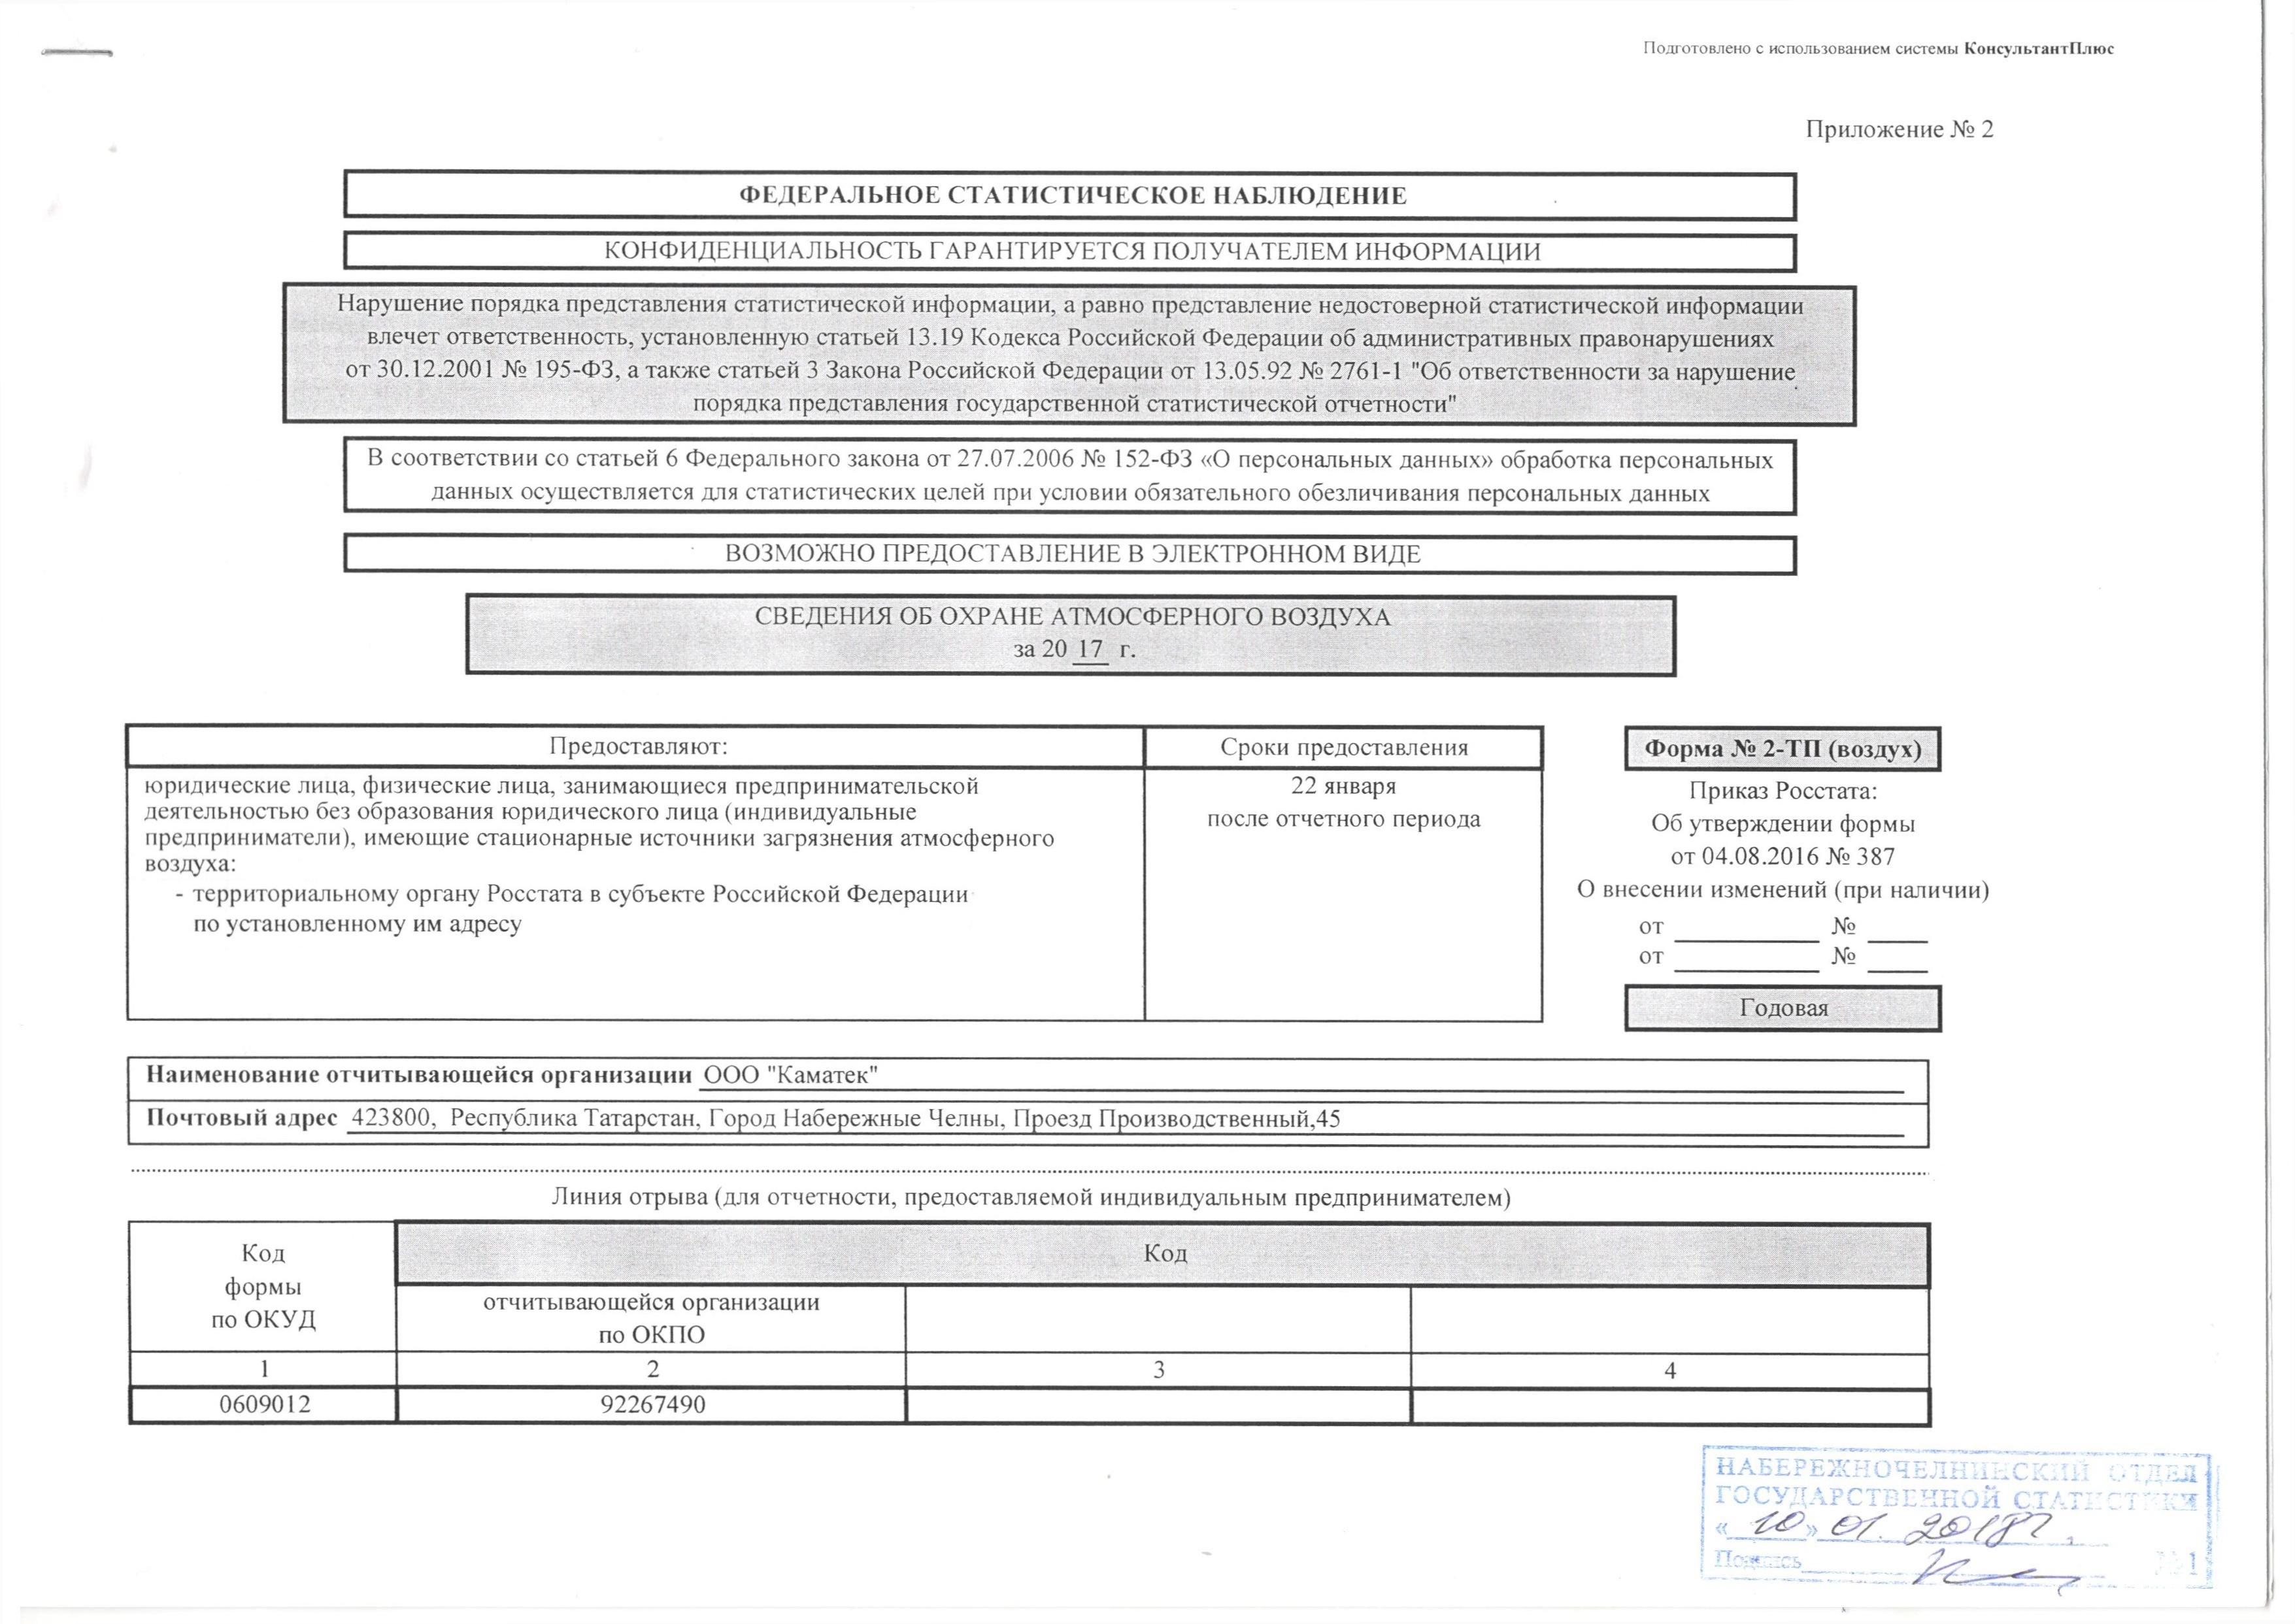 Подготовлено с использованием системы КонсультантПлюс
Приложение № 2
ФЕДЕРАЛЬНОЕ СТАТИСТИЧЕСКОЕ НАБЛЮДЕНИЕ
КОНФИДЕНЦИАЛЬНОСТЬ ГАРАНТИРУЕТСЯ ПОЛУЧАТЕЛЕМ ИНФОРМАЦИИ
Нарушение порядка представления статистической информации, а равно представление недостоверной статистической информации
влечет ответственность, установленную статьей 13.19 Кодекса Российской Федерации об административных правонарушениях
от 30.12.2001 № 195-ФЗ, а также статьей 3 Закона Российской Федерации от 13.05.92 № 2761-1 "Об ответственности за нарушение
порядка представления государственной статистической отчетности"
В соответствии со статьей 6 Федерального закона от 27.07.2006 № 152-ФЗ «О персональных данных» обработка персональных
данных осуществляется для статистических целей при условии обязательного обезличивания персональных данных
ВОЗМОЖНО ПРЕДОСТАВЛЕНИЕ В ЭЛЕКТРОННОМ ВИДЕ
СВЕДЕНИЯ ОБ ОХРАНЕ АТМОСФЕРНОГО ВОЗДУХА
за 20 17 г.
Предоставляют:
Сроки предоставления
юридические лица, физические лица, занимающиеся предпринимательской
деятельностью без образования юридического лица (индивидуальные
предприниматели), имеющие стационарные источники загрязнения атмосферного
воздуха:
- территориальному органу Росстата в субъекте Российской Федерации
по установленному им адресу
22 января
после отчетного периода
Форма № 2-ТП (воздух)
Приказ Росстата:
Об утверждении формы
от 04.08.2016 № 387
О внесении изменений (при наличии)
от № 
от № 
Годовая
Наименование отчитывающейся организации ООО "Каматек"
Почтовый адрес 423800, Республика Татарстан, Город Набережные Челны, Проезд Производственный,45
Линия отрыва (для отчетности, предоставляемой индивидуальным предпринимателем)
Код
формы
по ОКУД
Код
отчитывающейся организации
по ОКПО
1 2 3 4
0609012 92267490
НАБЕРЕЖНОЧЕЛНИНСКИЙ ОТДЕЛ
ГОСУДАРСТВЕННОЙ СТАТИСТИКИ
«10» 01. 2018г.
Подпись